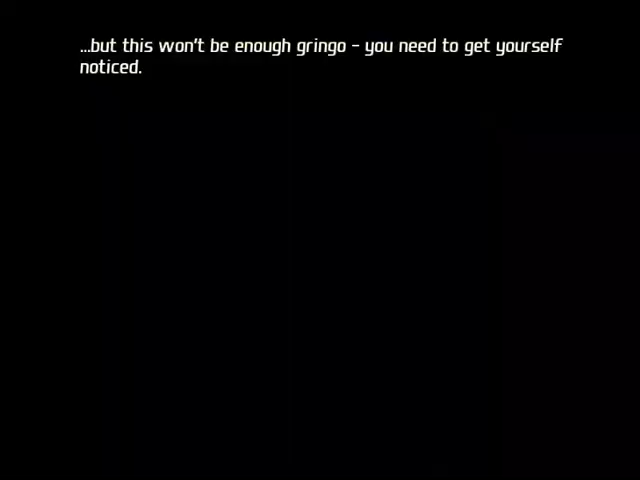 ...but this won't be enough gringo - you need to get yourself
noticed.